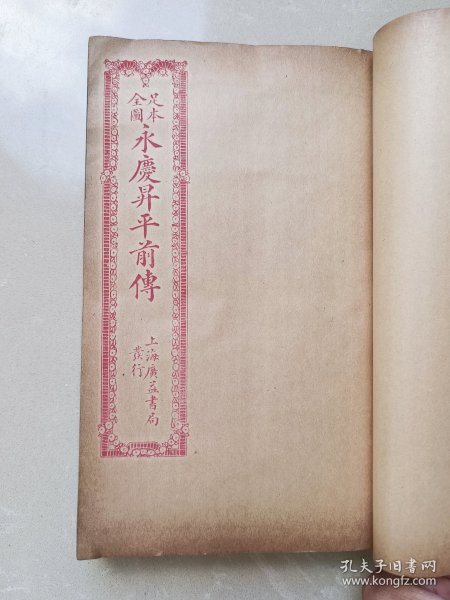 足本
全圖
永慶昇平前傳
上海廣益書局
發行
孔夫子旧书网
https://kongfz.com